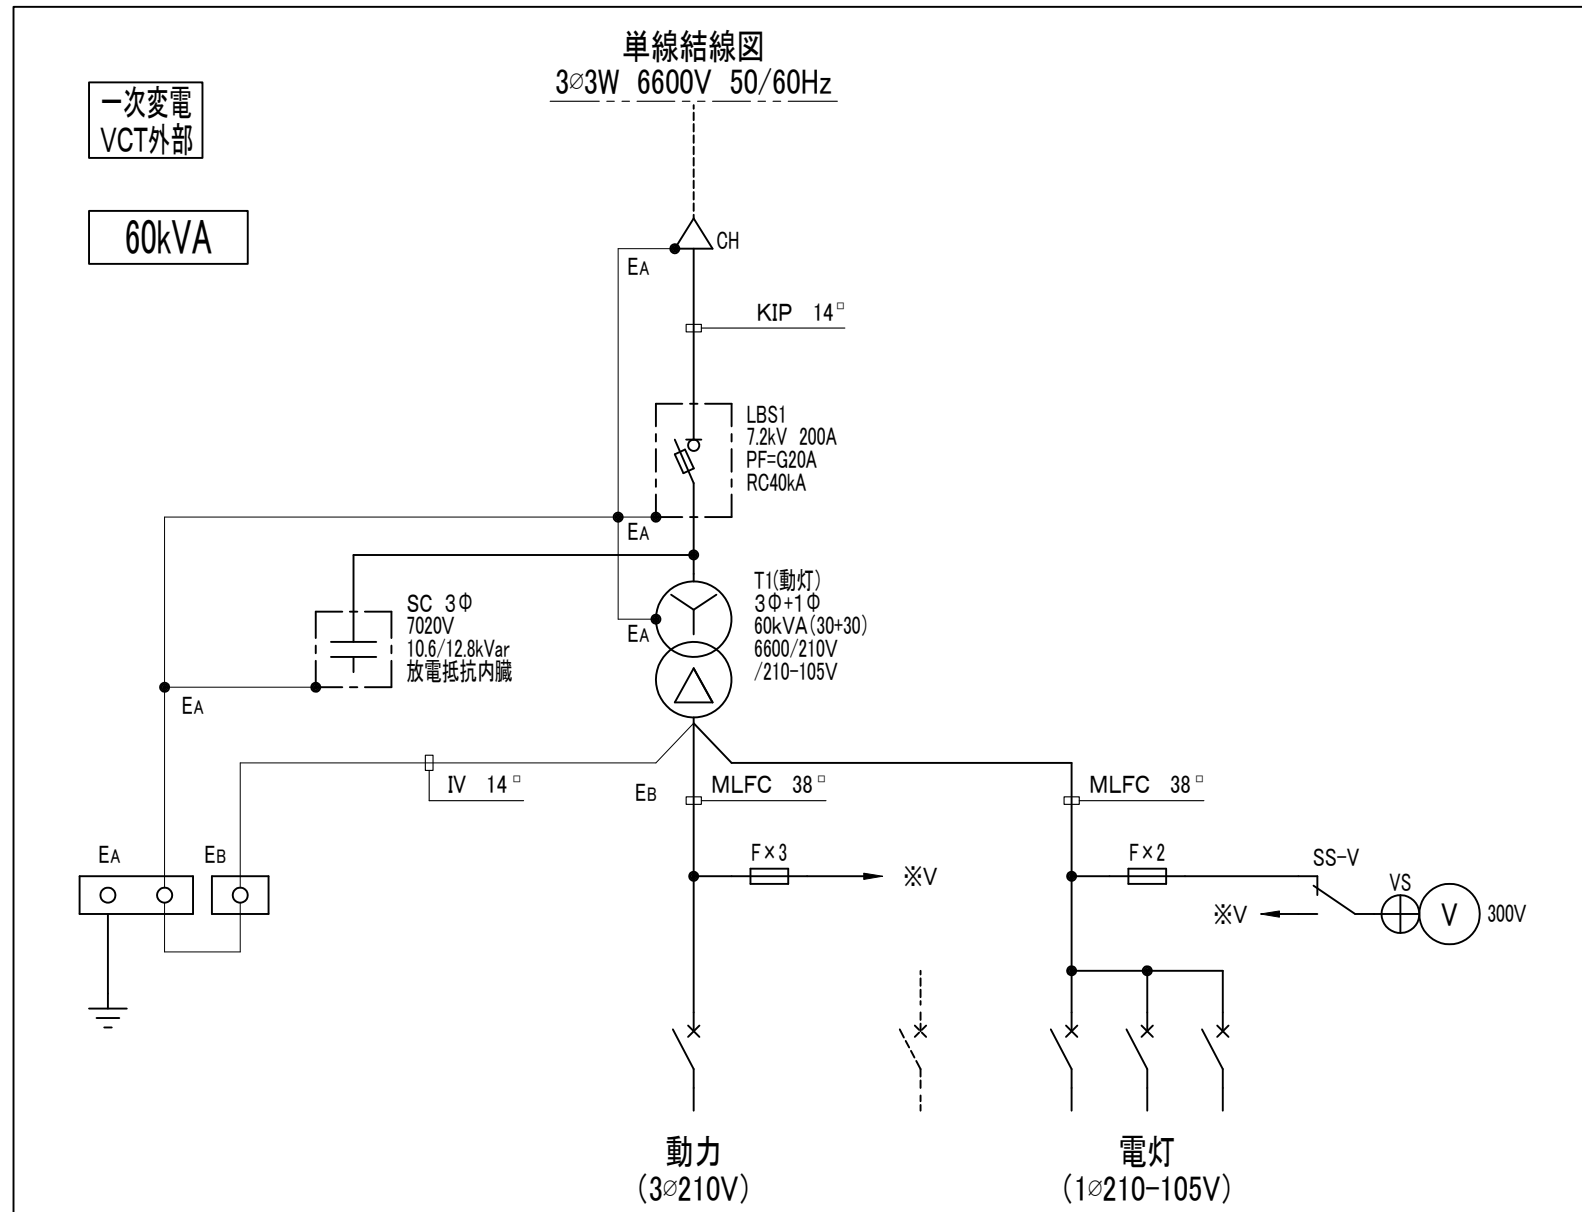 単線結線図
3∅3W 6600V 50/60Hz
一次変電
VCT外部
60kVA
CH
EA
KIP 14□
LBS1
7.2kV 200A
PF=G20A
RC40kA
EA
T1(動灯)
3Φ+1Φ
60kVA(30+30)
6600/210V
/210-105V
EA
SC 3Φ
7020V
10.6/12.8kVar
放電抵抗内臓
EA
IV 14□
EB
MLFC 38□
MLFC 38□
EA
EB
F×3
※V
F×2
SS-V
VS
V
300V
※V
動力
(3∅210V)
電灯
(1∅210-105V)